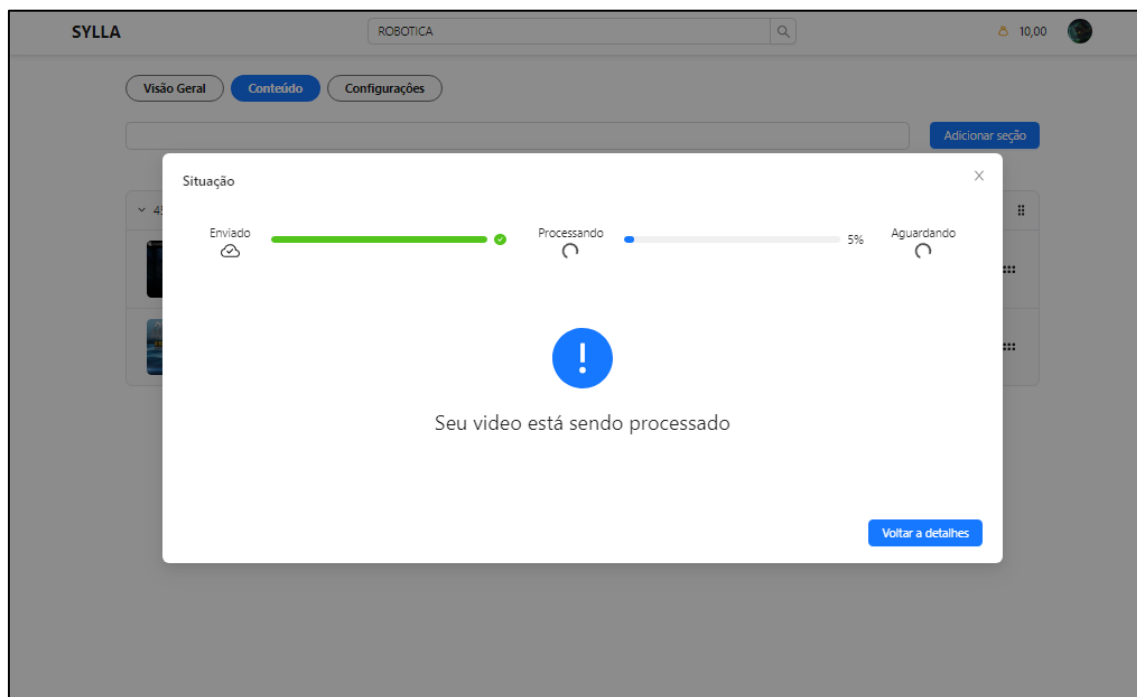 SYLLA
ROBOTICA
10,00
Visão Geral
Conteúdo
Configurações
Adicionar seção
Situação
Enviado
Processando
5%
Aguardando
Seu video está sendo processado
Voltar a detalhes